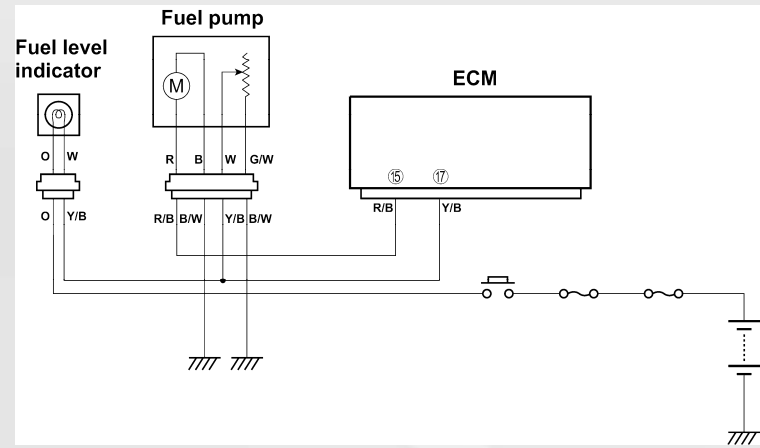 Fuel pump
Fuel level
indicator
ECM
M
O W
R B W G/W
15 17
O Y/B
R/B B/W Y/B B/W
R/B Y/B